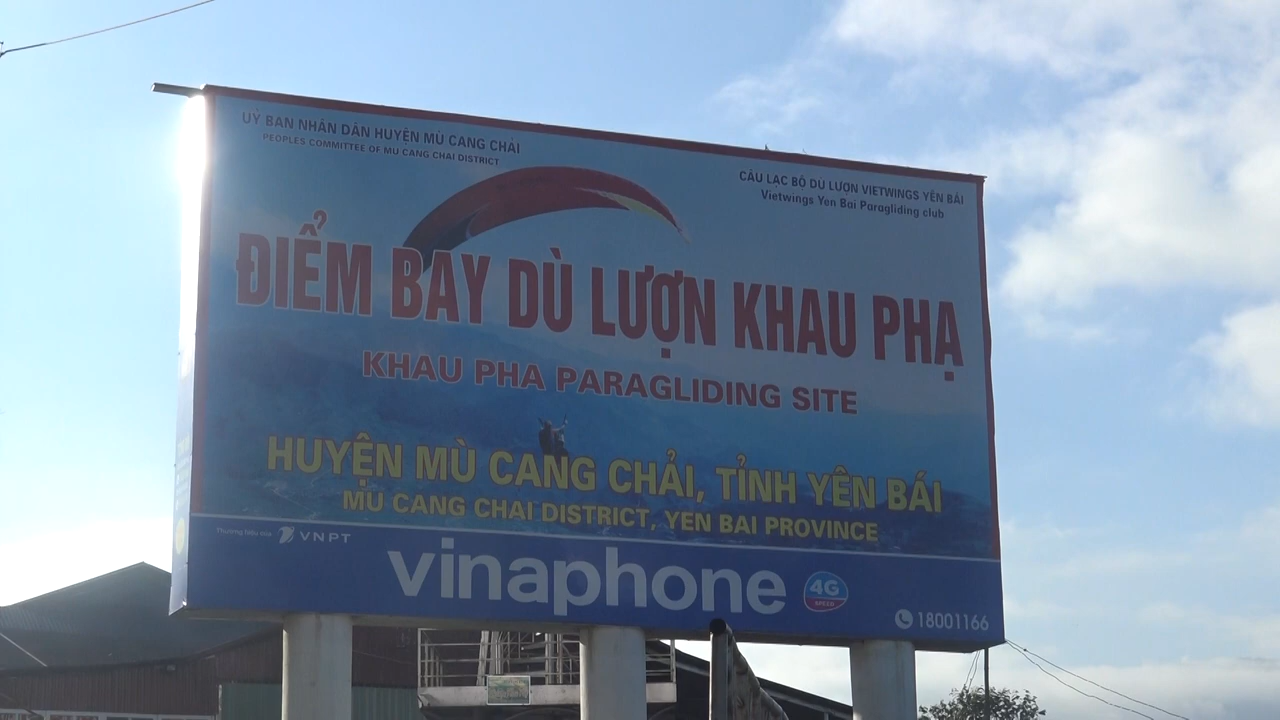 UỶ BAN NHÂN DÂN HUYỆN MÙ CANG CHẢI
PEOPLES COMMITTEE OF MU CANG CHAI DISTRICT
CÂU LẠC BỘ DÙ LƯỢN VIETWINGS YÊN BÁI
Vietwings Yen Bai Paragliding club
ĐIỂM BAY DÙ LƯỢN KHAU PHẠ
KHAU PHA PARAGLIDING SITE
HUYỆN MÙ CANG CHẢI, TỈNH YÊN BÁI
MU CANG CHAI DISTRICT, YEN BAI PROVINCE
Thương hiệu của VNPT
vinaphone
4G
SPEED
18001166